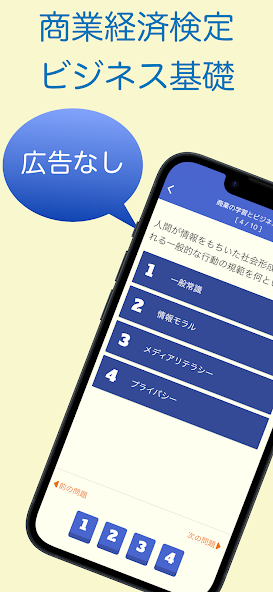 商業経済検定
ビジネス基礎
広告なし
商業の学習とビジネ
[ 4 / 10 ]
人間が情報をもちいた社会形成
れる一般的な行動の規範を何とい
1 一般常識
2 情報モラル
3 メディアリテラシー
4 プライバシー
前の問題 次の問題
1 2 3 4